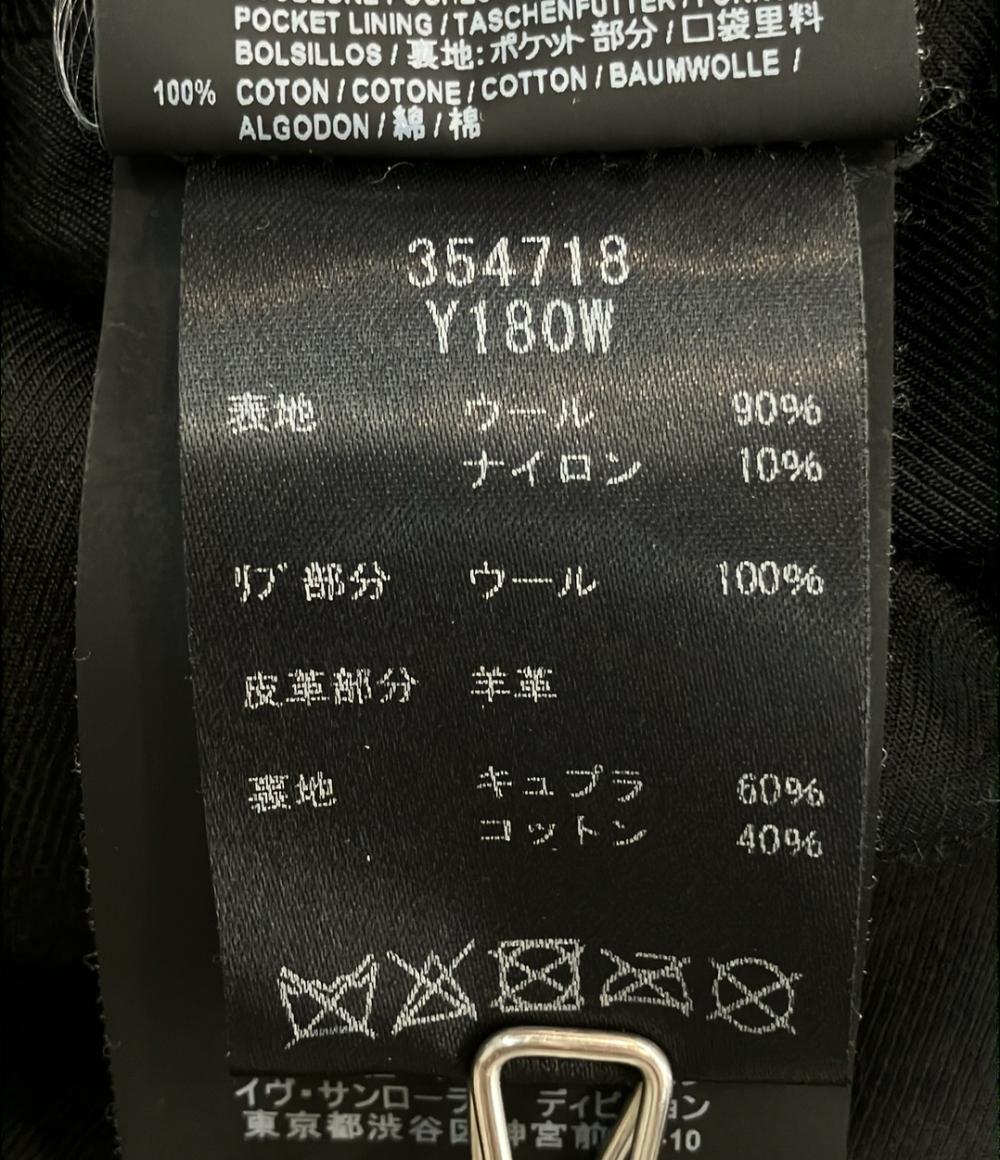 POCKET LINING / TASCHENFUTTER /
BOLSILLOS / 裏地:ポケット部分 / 口袋里料
100% COTON / COTONE / COTTON / BAUMWOLLE /
ALGODON / 綿 / 棉
354718
Y180W
表地 ウール 90%
ナイロン 10%
リブ部分 ウール 100%
皮革部分 羊革
裏地 キュプラ 60%
コットン 40%
イヴ・サンローラ ディビ ョン
東京都渋谷区神宮前 -10